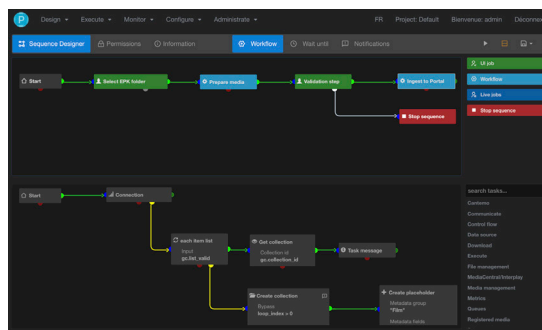 P Design Execute Monitor Configure Administrate FR Project: Default Bienvenue: admin Déconnex
Sequence Designer Permissions Information Workflow Wait until Notifications
Start Select EPK folder Prepare media Validation step Ingest to Portal
Stop sequence
UI job
Workflow
Live jobs
Stop sequence
Start Connection
each item list
Input
gs.list_valid
Get collection
Collection id
gc.collection_id
Task message
Create collection
Bypass
loop_index > 0
Create placeholder
Metadata group
"Film"
Metadata fields
search tasks...
Cantemo
Communicate
Control flow
Data source
Download
Execute
File management
MediaCentral/Interplay
Media management
Metrics
Queues
Registered media